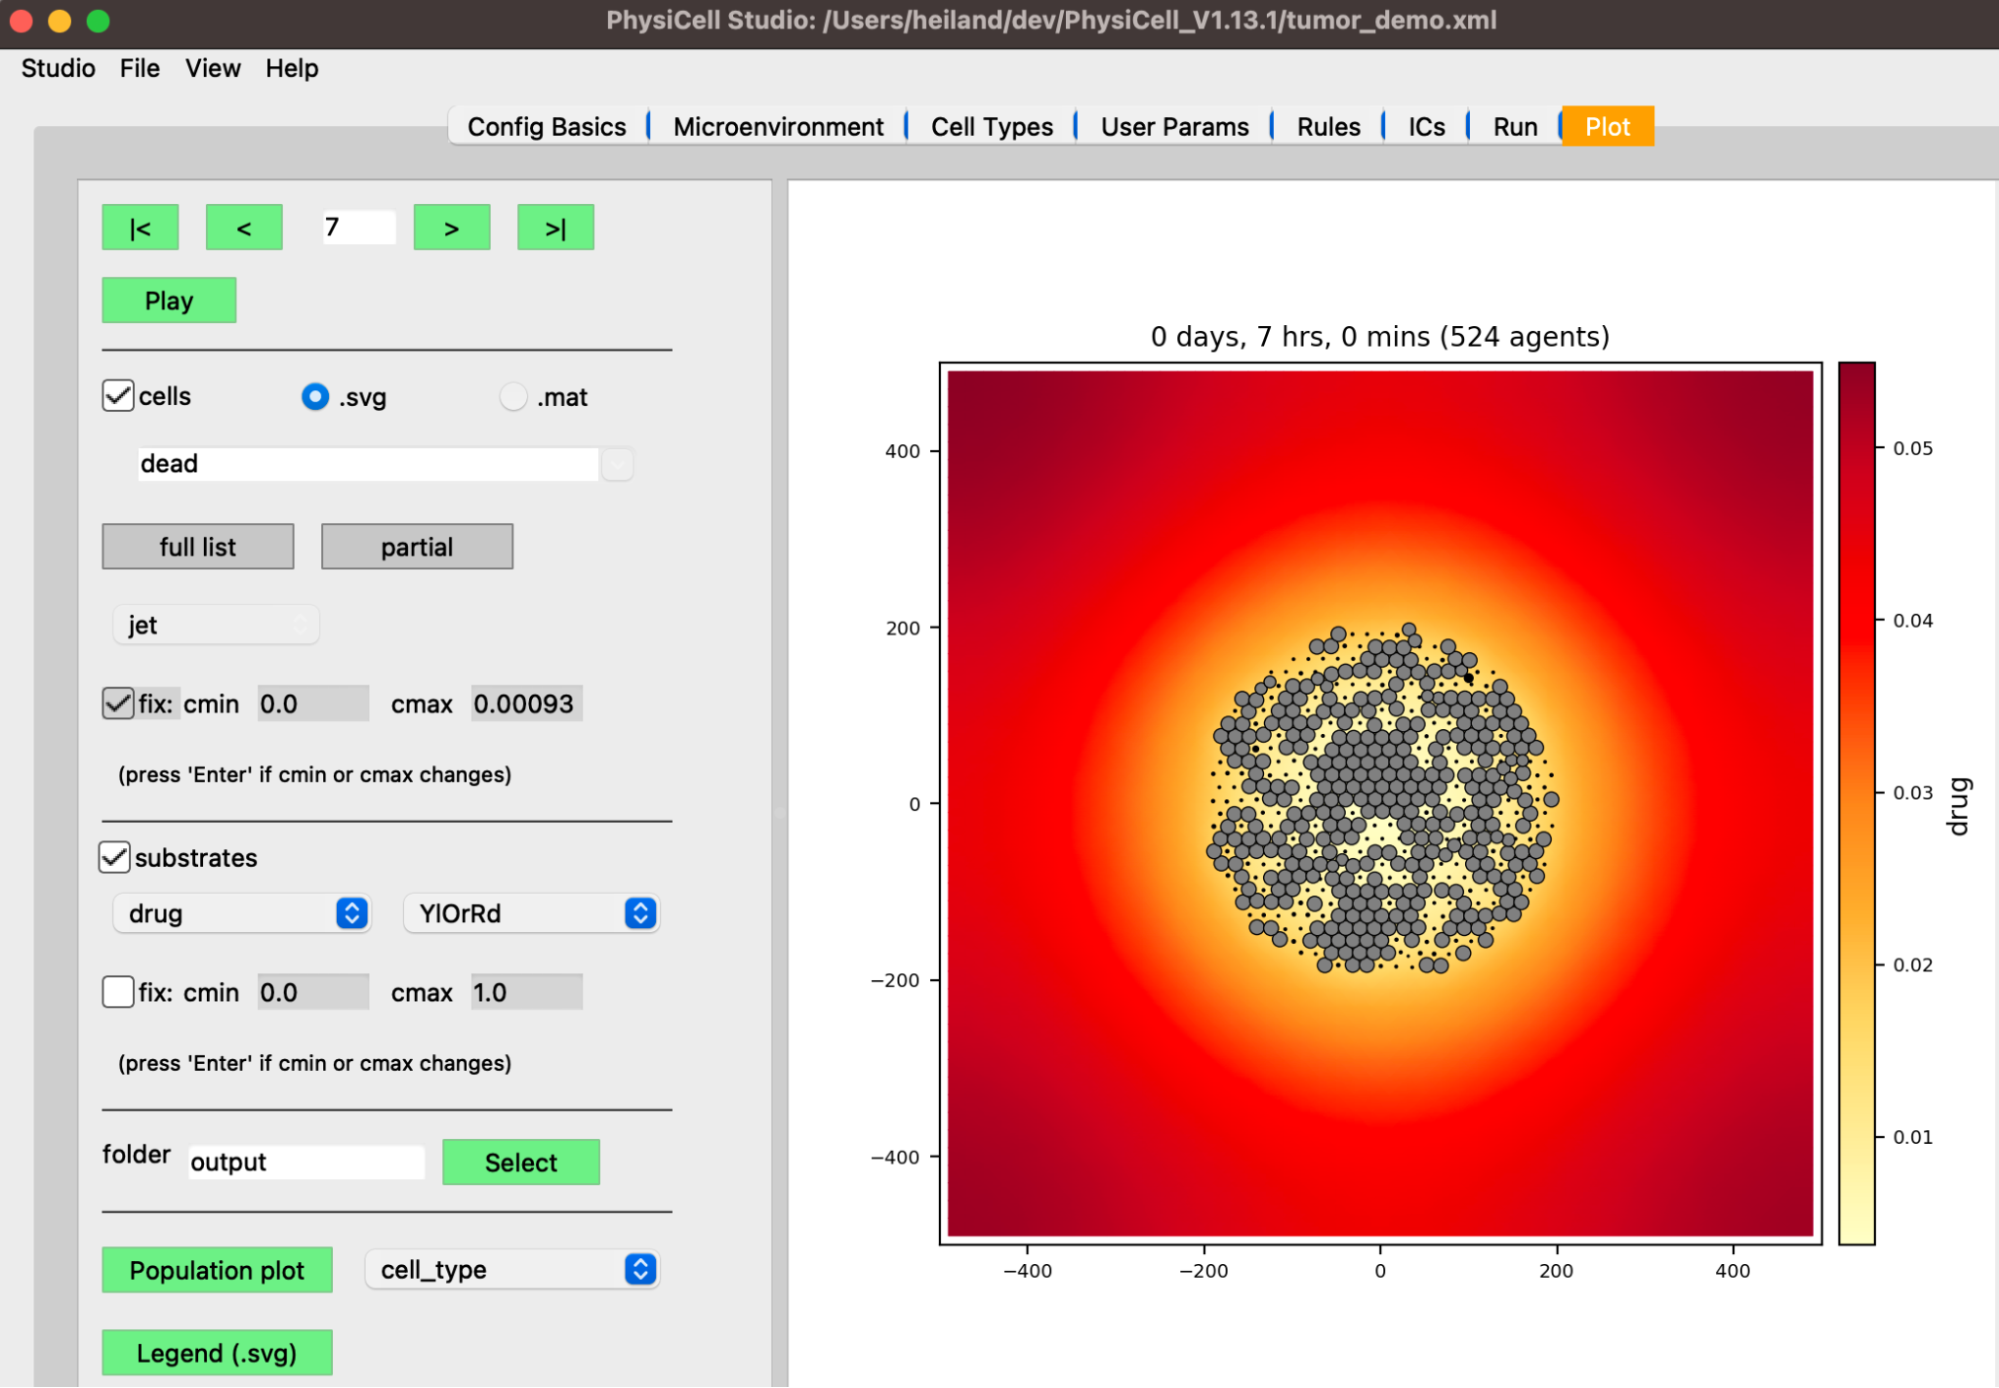 PhysiCell Studio: /Users/heiland/dev/PhysiCell_V1.13.1/tumor_demo.xml
Studio File View Help
Config Basics Microenvironment Cell Types User Params Rules ICs Run Plot
|< < 7 > >|
Play
cells .svg .mat
dead
full list partial
jet
fix: cmin 0.0 cmax 0.00093
(press 'Enter' if cmin or cmax changes)
substrates
drug YlOrRd
fix: cmin 0.0 cmax 1.0
(press 'Enter' if cmin or cmax changes)
folder output Select
Population plot cell_type
Legend (.svg)
0 days, 7 hrs, 0 mins (524 agents)
400
200
0
−200
−400
−400 −200 0 200 400
0.05
0.04
0.03
0.02
0.01
drug